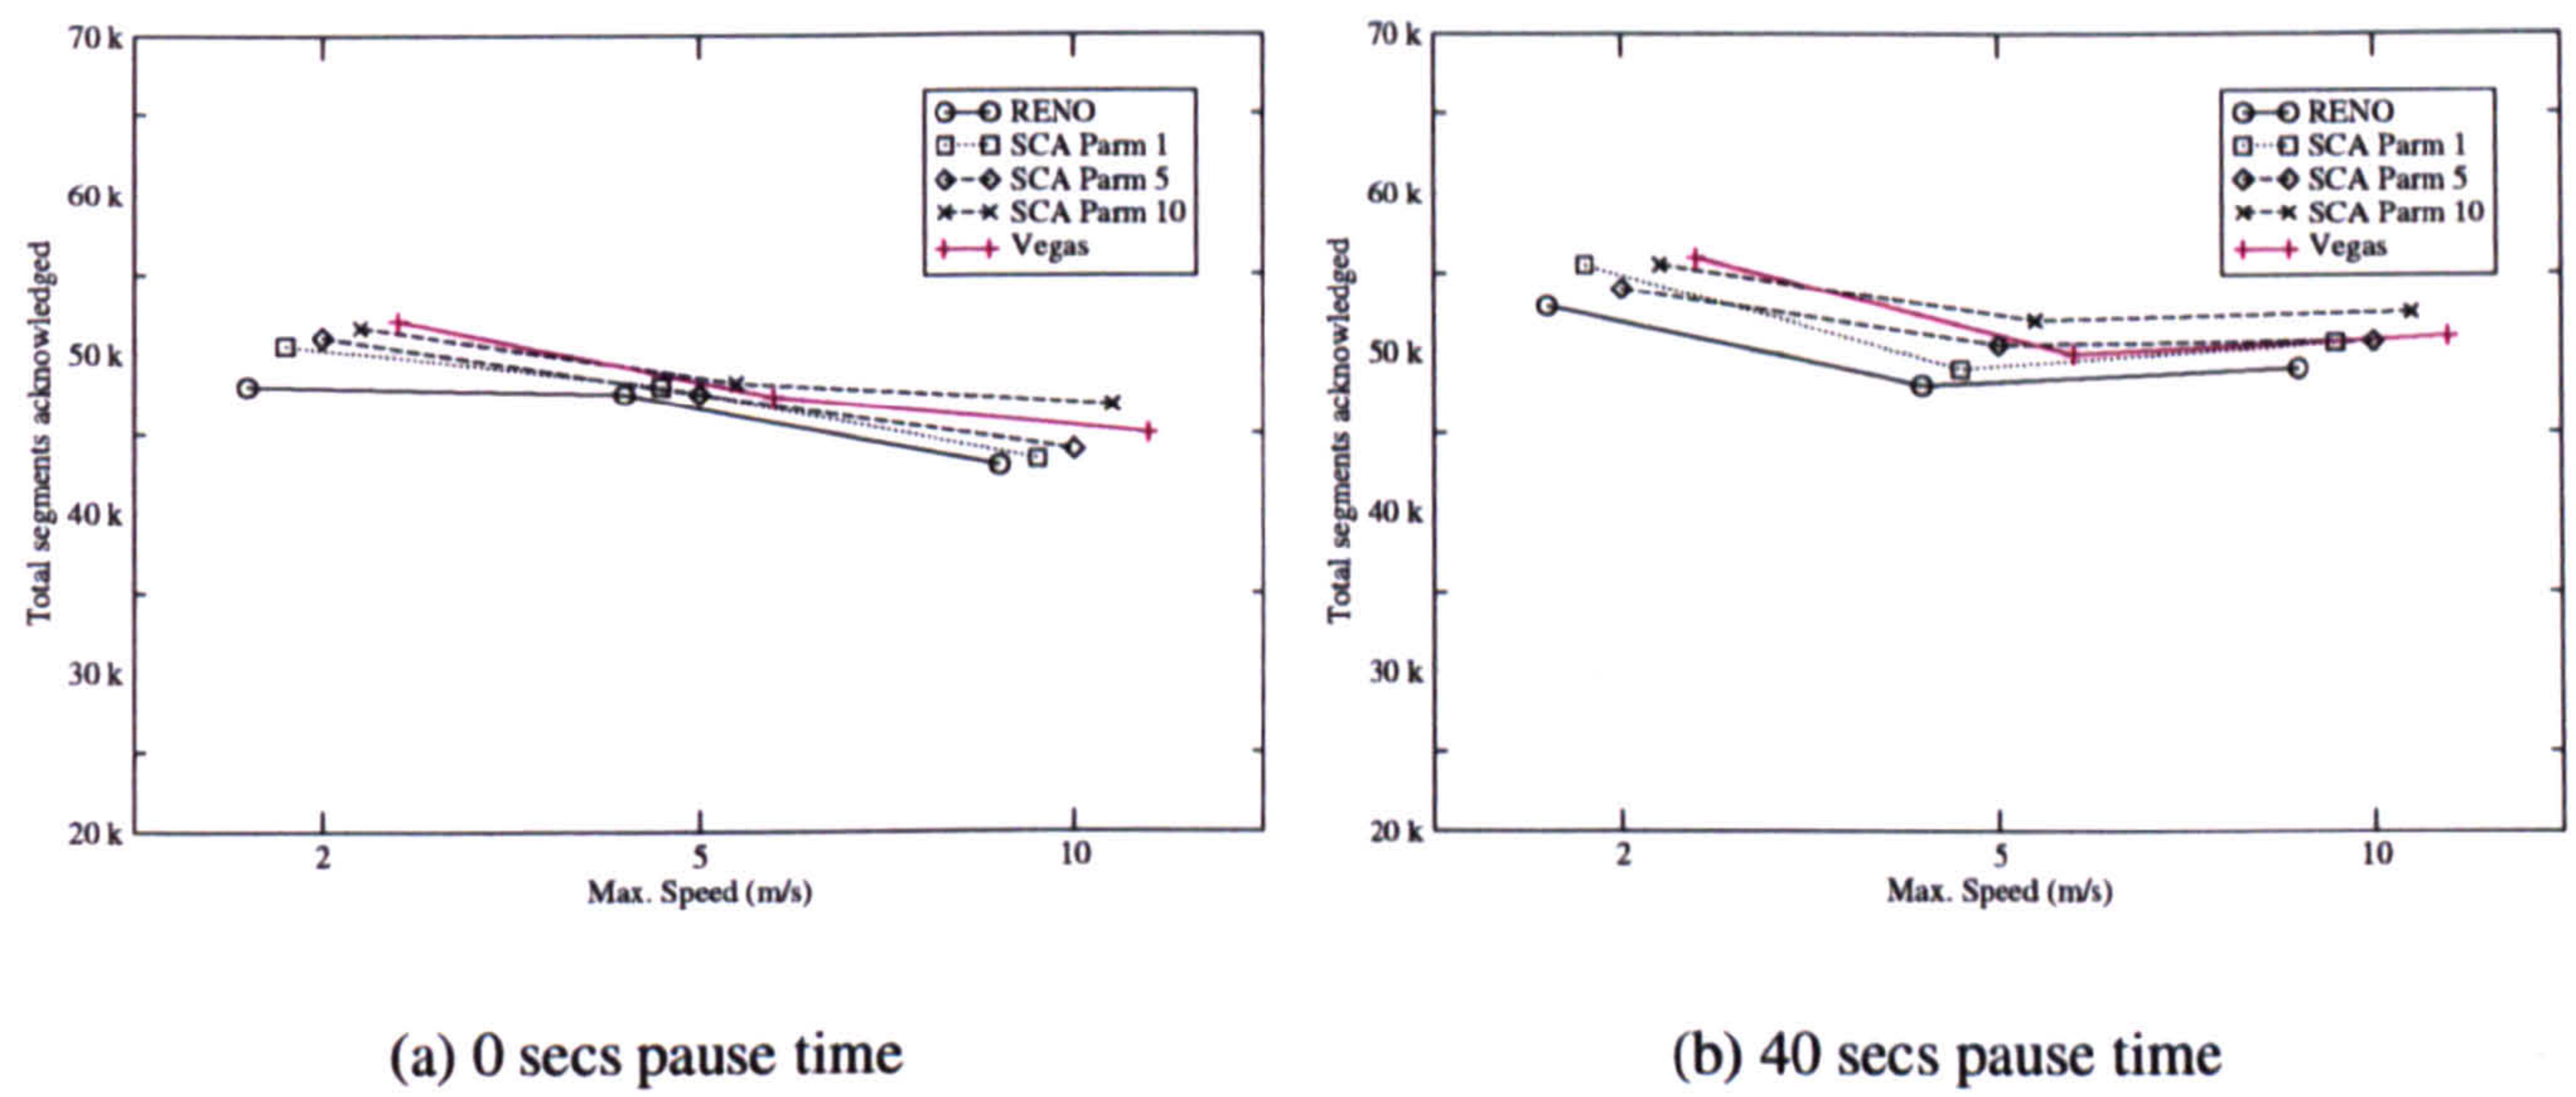 70 k
60 k
50 k
40 k
30 k
20 k
Total segments acknowledged
RENO
SCA Parm 1
SCA Parm 5
SCA Parm 10
Vegas
2 5 10
Max. Speed (m/s)
(a) 0 secs pause time
70 k
60 k
50 k
40 k
30 k
20 k
Total segments acknowledged
RENO
SCA Parm 1
SCA Parm 5
SCA Parm 10
Vegas
2 5 10
Max. Speed (m/s)
(b) 40 secs pause time